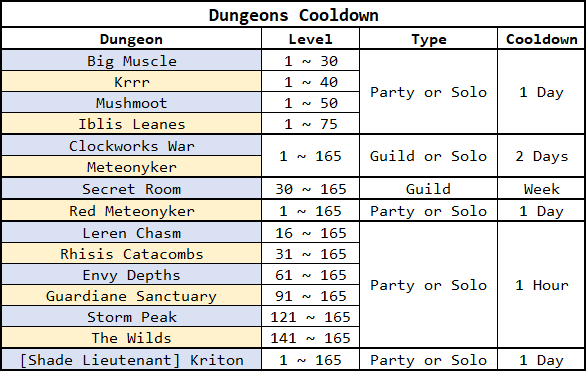 Dungeons Cooldown
Dungeon Level Type Cooldown
Big Muscle 1 ~ 30
Krrr 1 ~ 40
Mushmoot 1 ~ 50
Iblis Leanes 1 ~ 75
Party or Solo 1 Day
Clockworks War
Meteonyker
1 ~ 165 Guild or Solo 2 Days
Secret Room 30 ~ 165 Guild Week
Red Meteonyker 1 ~ 165 Party or Solo 1 Day
Leren Chasm 16 ~ 165
Rhisis Catacombs 31 ~ 165
Envy Depths 61 ~ 165
Guardiane Sanctuary 91 ~ 165
Storm Peak 121 ~ 165
The Wilds 141 ~ 165
Party or Solo 1 Hour
[Shade Lieutenant] Kriton 1 ~ 165 Party or Solo 1 Day